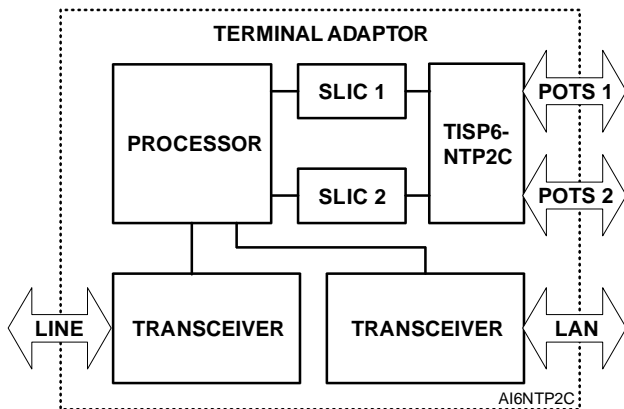 TERMINAL ADAPTOR
SLIC 1
POTS 1
PROCESSOR
TISP6-
NTP2C
SLIC 2
POTS 2
LINE
TRANSCEIVER
TRANSCEIVER
LAN
AI6NTP2C